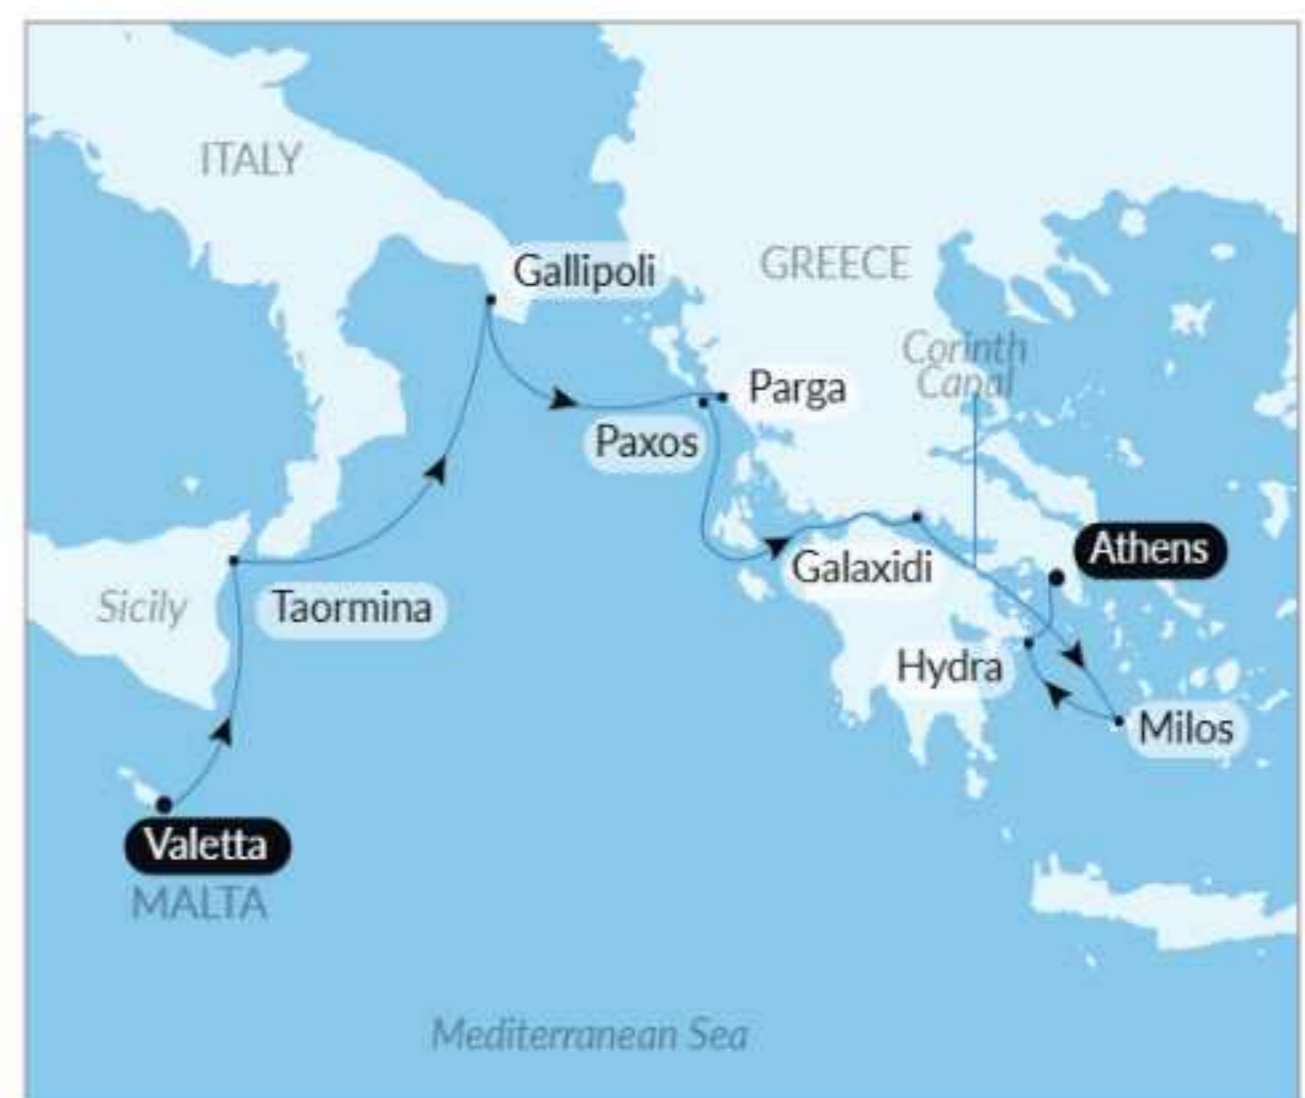 ITALY
Gallipoli
GREECE
Corinth
Canal
Parga
Paxos
Athens
Galaxidi
Sicily
Taormina
Hydra
Milos
Valetta
MALTA
Mediterranean Sea